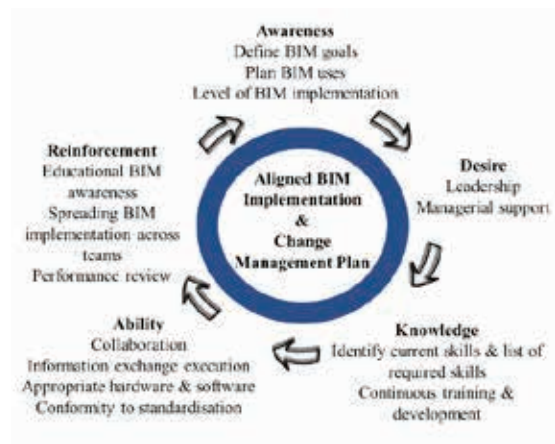 Awareness
Define BIM goals
Plan BIM uses
Level of BIM implementation
Desire
Leadership
Managerial support
Knowledge
Identify current skills & list of
required skills
Continuous training &
development
Ability
Collaboration
Information exchange execution
Appropriate hardware & software
Conformity to standardisation
Reinforcement
Educational BIM
awareness
Spreading BIM
implementation across
teams
Performance review
Aligned BIM
Implementation
&
Change
Management Plan